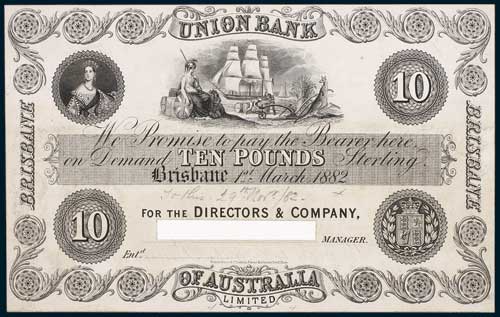 UNION BANK
10
BRISBANE
BRISBANE
We Promise to pay the Bearer here,
on Demand TEN POUNDS Sterling.
Brisbane 1st March 1882
29th
FOR THE DIRECTORS & COMPANY,
10
MANAGER.
Entd.
OF AUSTRALIA
LIMITED